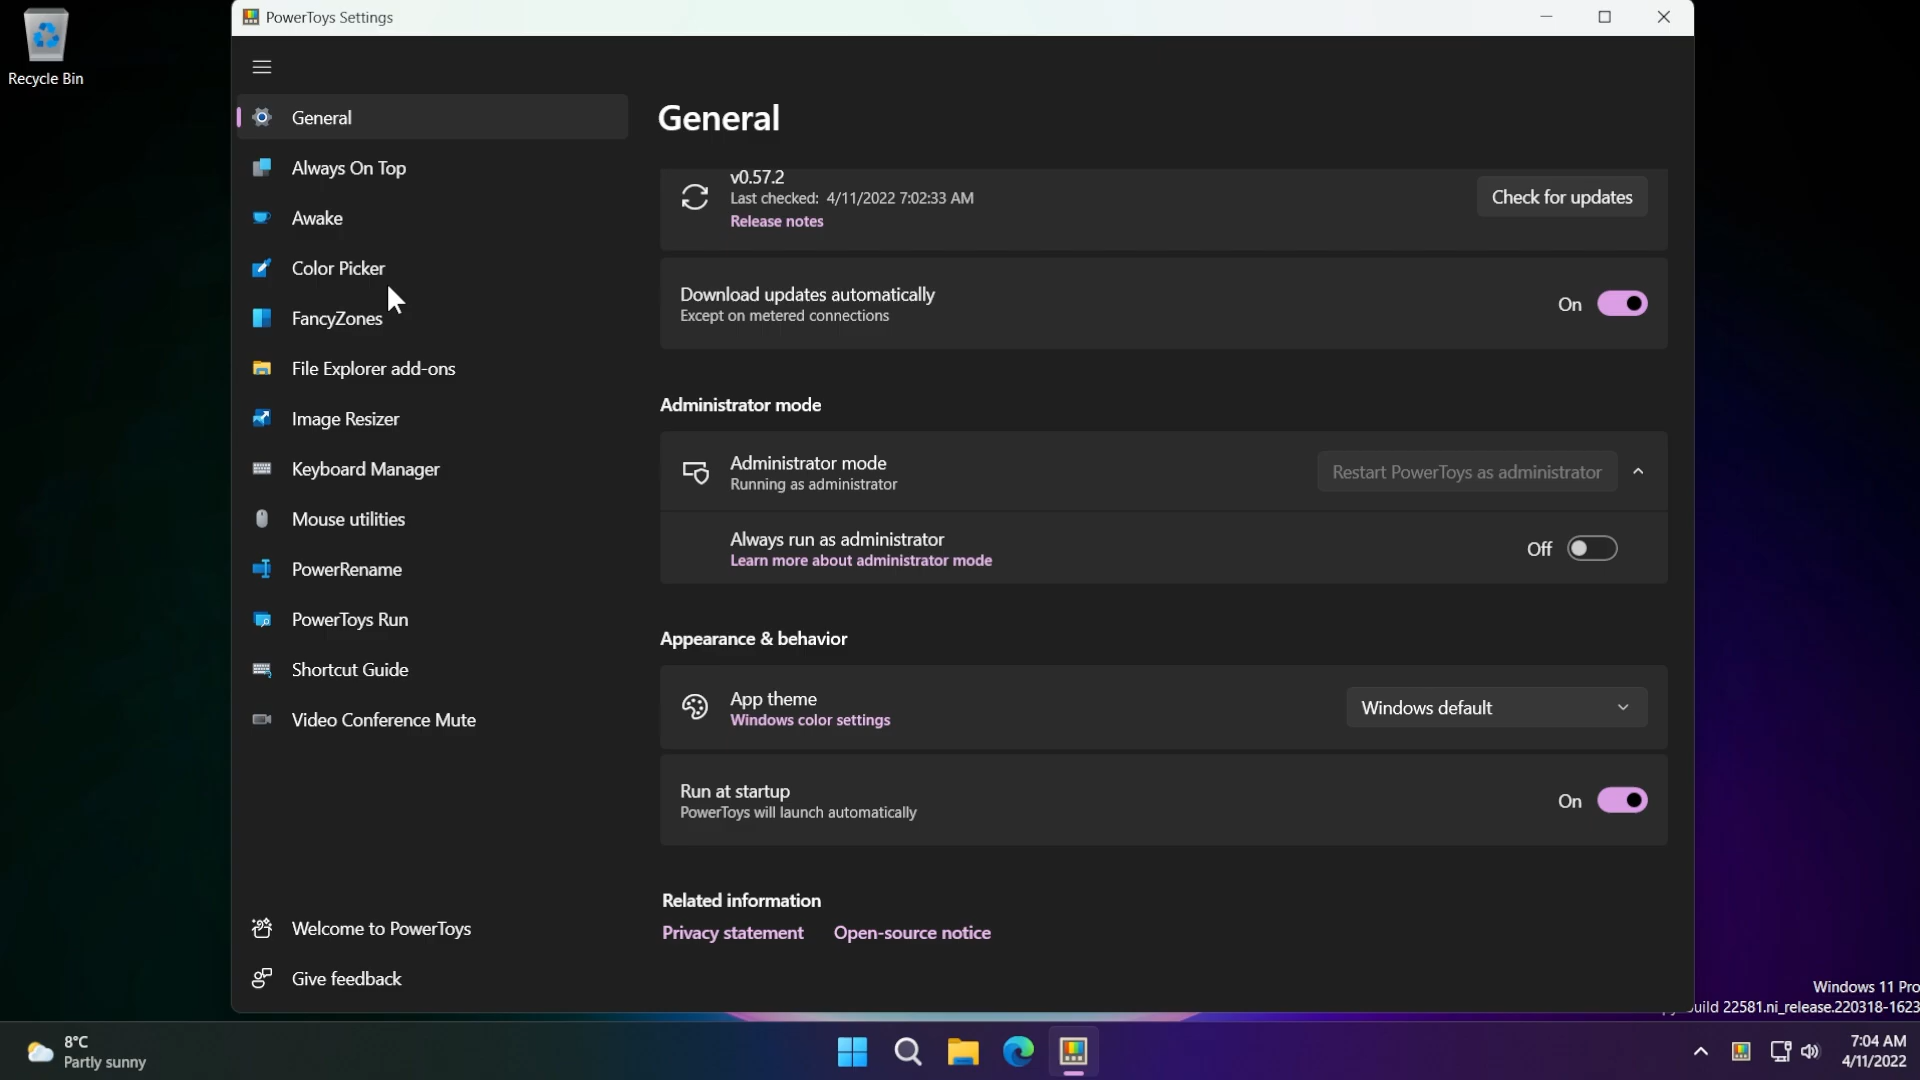 PowerToys Settings
Recycle Bin
General
Always On Top
Awake
Color Picker
FancyZones
File Explorer add-ons
Image Resizer
Keyboard Manager
Mouse utilities
PowerRename
PowerToys Run
Shortcut Guide
Video Conference Mute
Welcome to PowerToys
Give feedback
General
v0.57.2
Last checked: 4/11/2022 7:02:33 AM
Release notes
Check for updates
Download updates automatically
Except on metered connections
On
Administrator mode
Administrator mode
Running as administrator
Restart PowerToys as administrator
Always run as administrator
Learn more about administrator mode
Off
Appearance & behavior
App theme
Windows color settings
Windows default
Run at startup
PowerToys will launch automatically
On
Related information
Privacy statement Open-source notice
Windows 11 Pro
22581.ni_release.220318-1623
8°C
Partly sunny
7:04 AM
4/11/2022